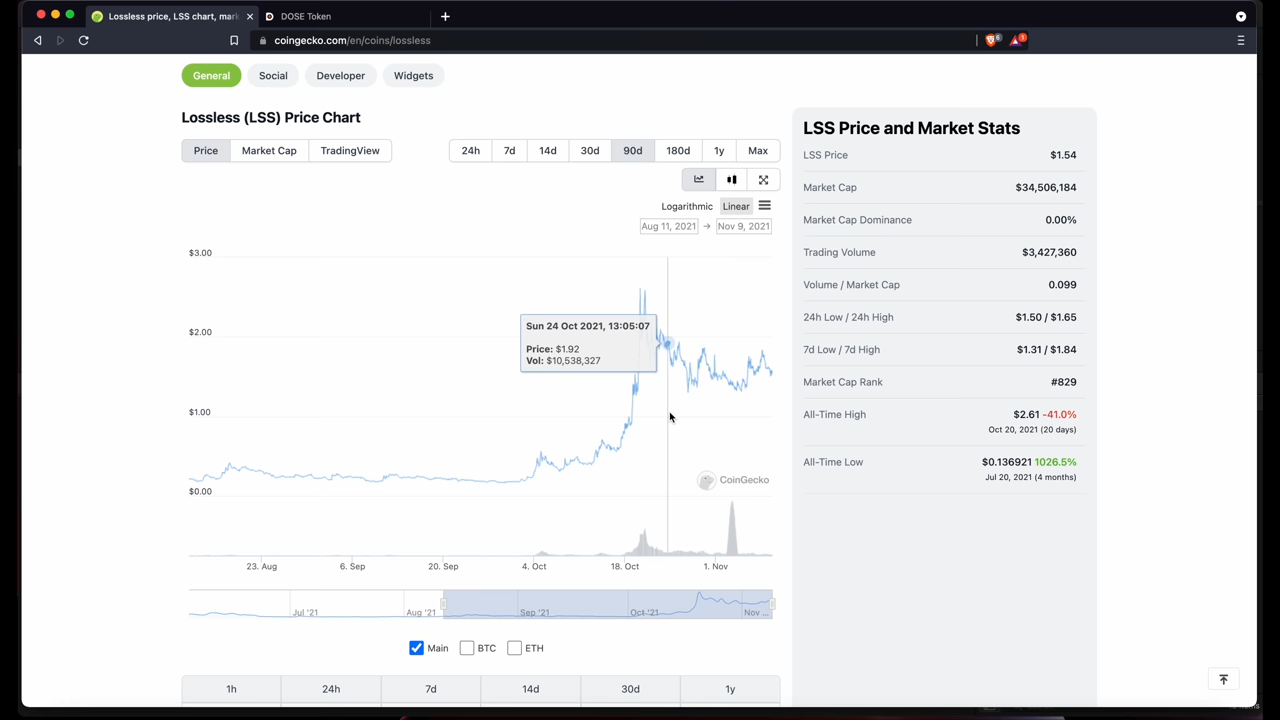 Lossless price, LSS chart, mark
DOSE Token
coingecko.com/en/coins/lossless
6
1
General
Social
Developer
Widgets
Lossless (LSS) Price Chart
Price
Market Cap
TradingView
24h
7d
14d
30d
90d
180d
1y
Max
Logarithmic
Linear
Aug 11, 2021 → Nov 9, 2021
$3.00
$2.00
$1.00
$0.00
Sun 24 Oct 2021, 13:05:07
Price: $1.92
Vol: $10,538,327
CoinGecko
23. Aug
6. Sep
20. Sep
4. Oct
18. Oct
1. Nov
Jul '21
Aug '21
Sep '21
Oct '21
Nov ...
Main
BTC
ETH
1h
24h
7d
14d
30d
1y
LSS Price and Market Stats
LSS Price $1.54
Market Cap $34,506,184
Market Cap Dominance 0.00%
Trading Volume $3,427,360
Volume / Market Cap 0.099
24h Low / 24h High $1.50 / $1.65
7d Low / 7d High $1.31 / $1.84
Market Cap Rank #829
All-Time High $2.61 -41.0%
Oct 20, 2021 (20 days)
All-Time Low $0.136921 1026.5%
Jul 20, 2021 (4 months)